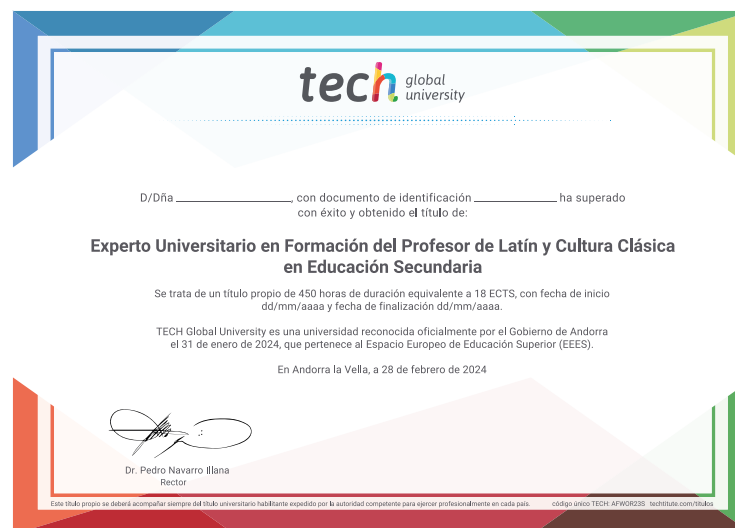 tech global university
D/Dña ____________, con documento de identificación ____________ ha superado
con éxito y obtenido el título de:
Experto Universitario en Formación del Profesor de Latín y Cultura Clásica
en Educación Secundaria
Se trata de un título propio de 450 horas de duración equivalente a 18 ECTS, con fecha de inicio
dd/mm/aaaa y fecha de finalización dd/mm/aaaa.
TECH Global University es una universidad reconocida oficialmente por el Gobierno de Andorra
el 31 de enero de 2024, que pertenece al Espacio Europeo de Educación Superior (EEES).
En Andorra la Vella, a 28 de febrero de 2024
Dr. Pedro Navarro Illana
Rector
Este título propio se deberá acompañar siempre del título universitario habilitante expedido por la autoridad competente para ejercer profesionalmente en cada país. código único TECH: AFWOR23S techtitute.com/titulos